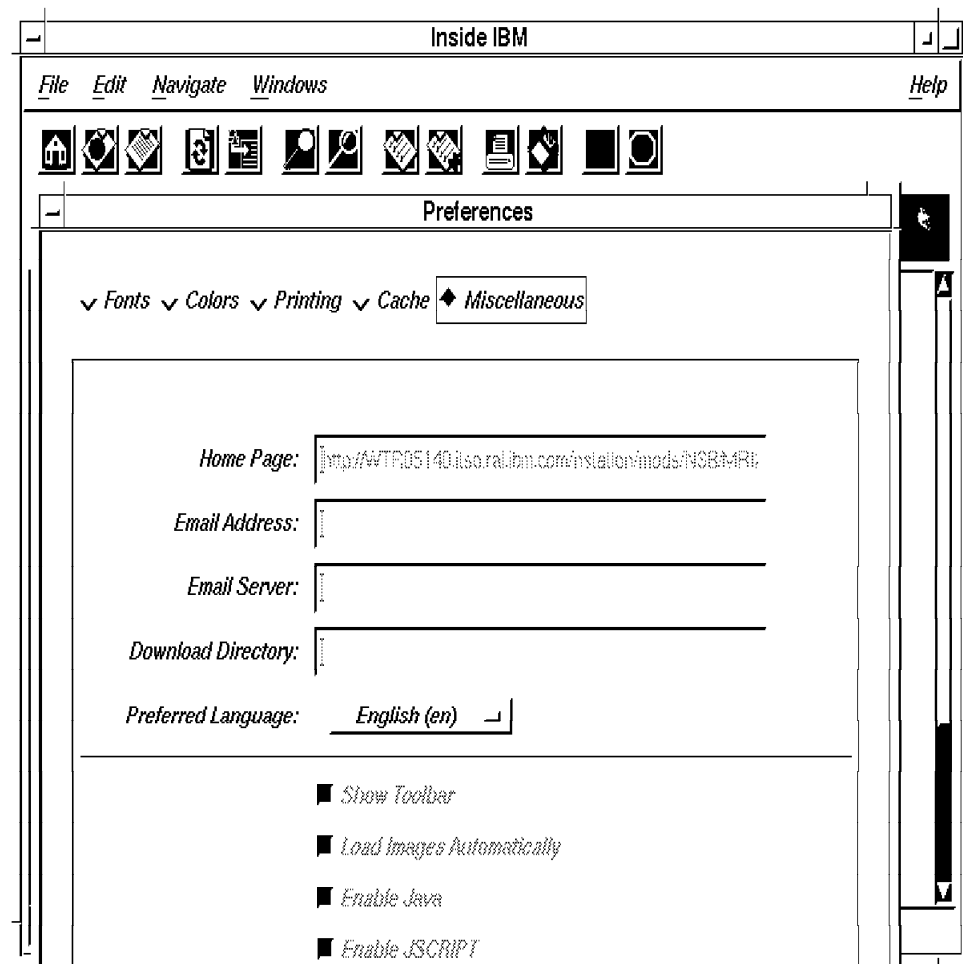 Inside IBM
File Edit Navigate Windows Help
Preferences
Fonts Colors Printing Cache Miscellaneous
Home Page:
Email Address:
Email Server:
Download Directory:
Preferred Language: English (en)
Show Toolbar
Load Images Automatically
Enable Java
Enable JSCRIPT